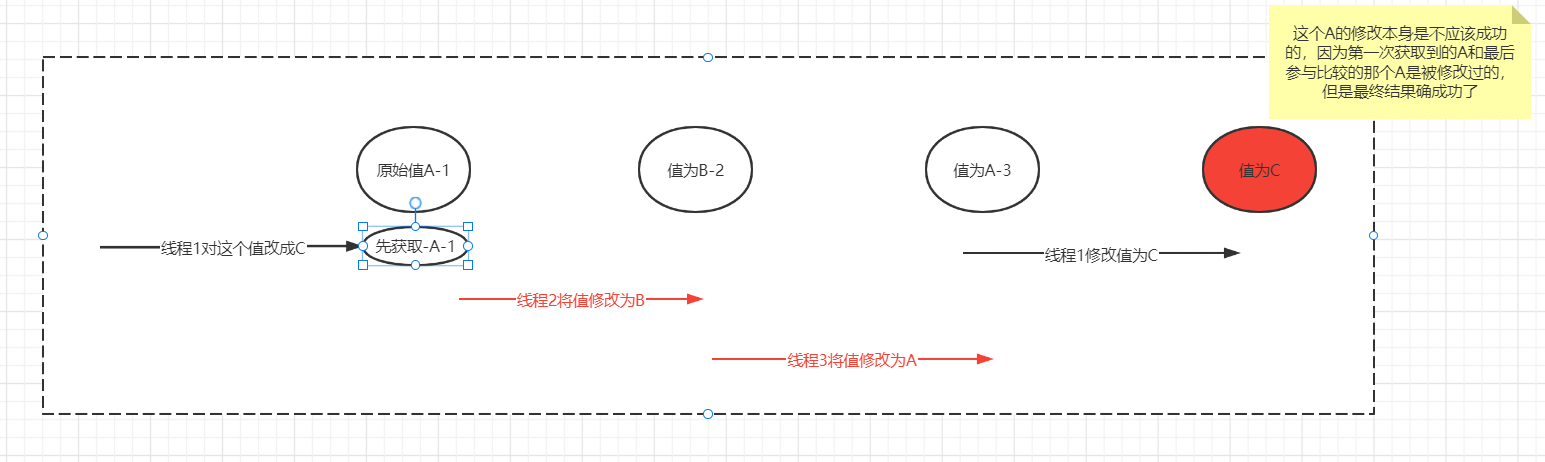 这个A的修改本身是不应该成功
的，因为第一次获取到的A和最后
参与比较的那个A是被修改过的，
但是最终结果确成功了
原始值A-1
值为B-2
值为A-3
值为C
线程1对这个值改成C
先获取-A-1
线程1修改值为C
线程2将值修改为B
线程3将值修改为A